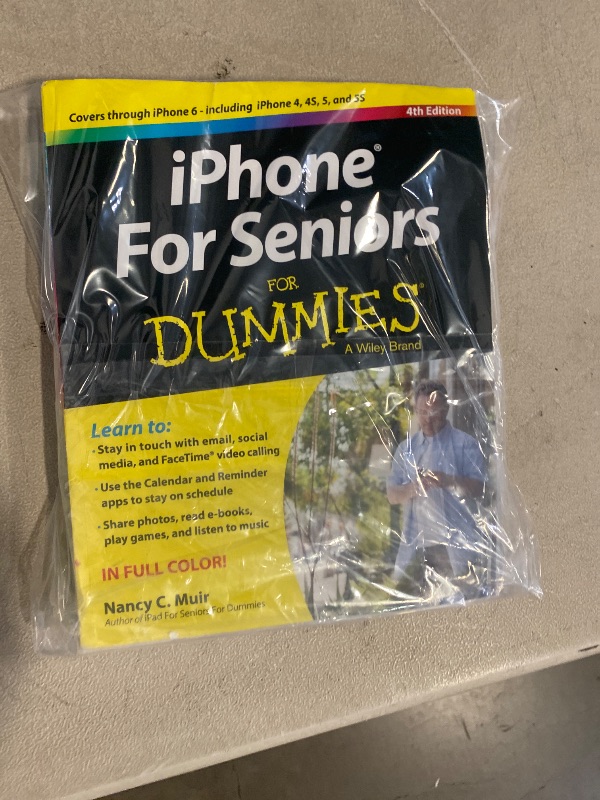 Covers through iPhone 6 - including iPhone 4, 4S, 5, and 5S
4th Edition
iPhone®
For Seniors
FOR
DUMMIES®
A Wiley Brand
Learn to:
· Stay in touch with email, social
media, and FaceTime® video calling
· Use the Calendar and Reminder
apps to stay on schedule
· Share photos, read e-books,
play games, and listen to music
IN FULL COLOR!
Nancy C. Muir
Author of iPad For Seniors For Dummies